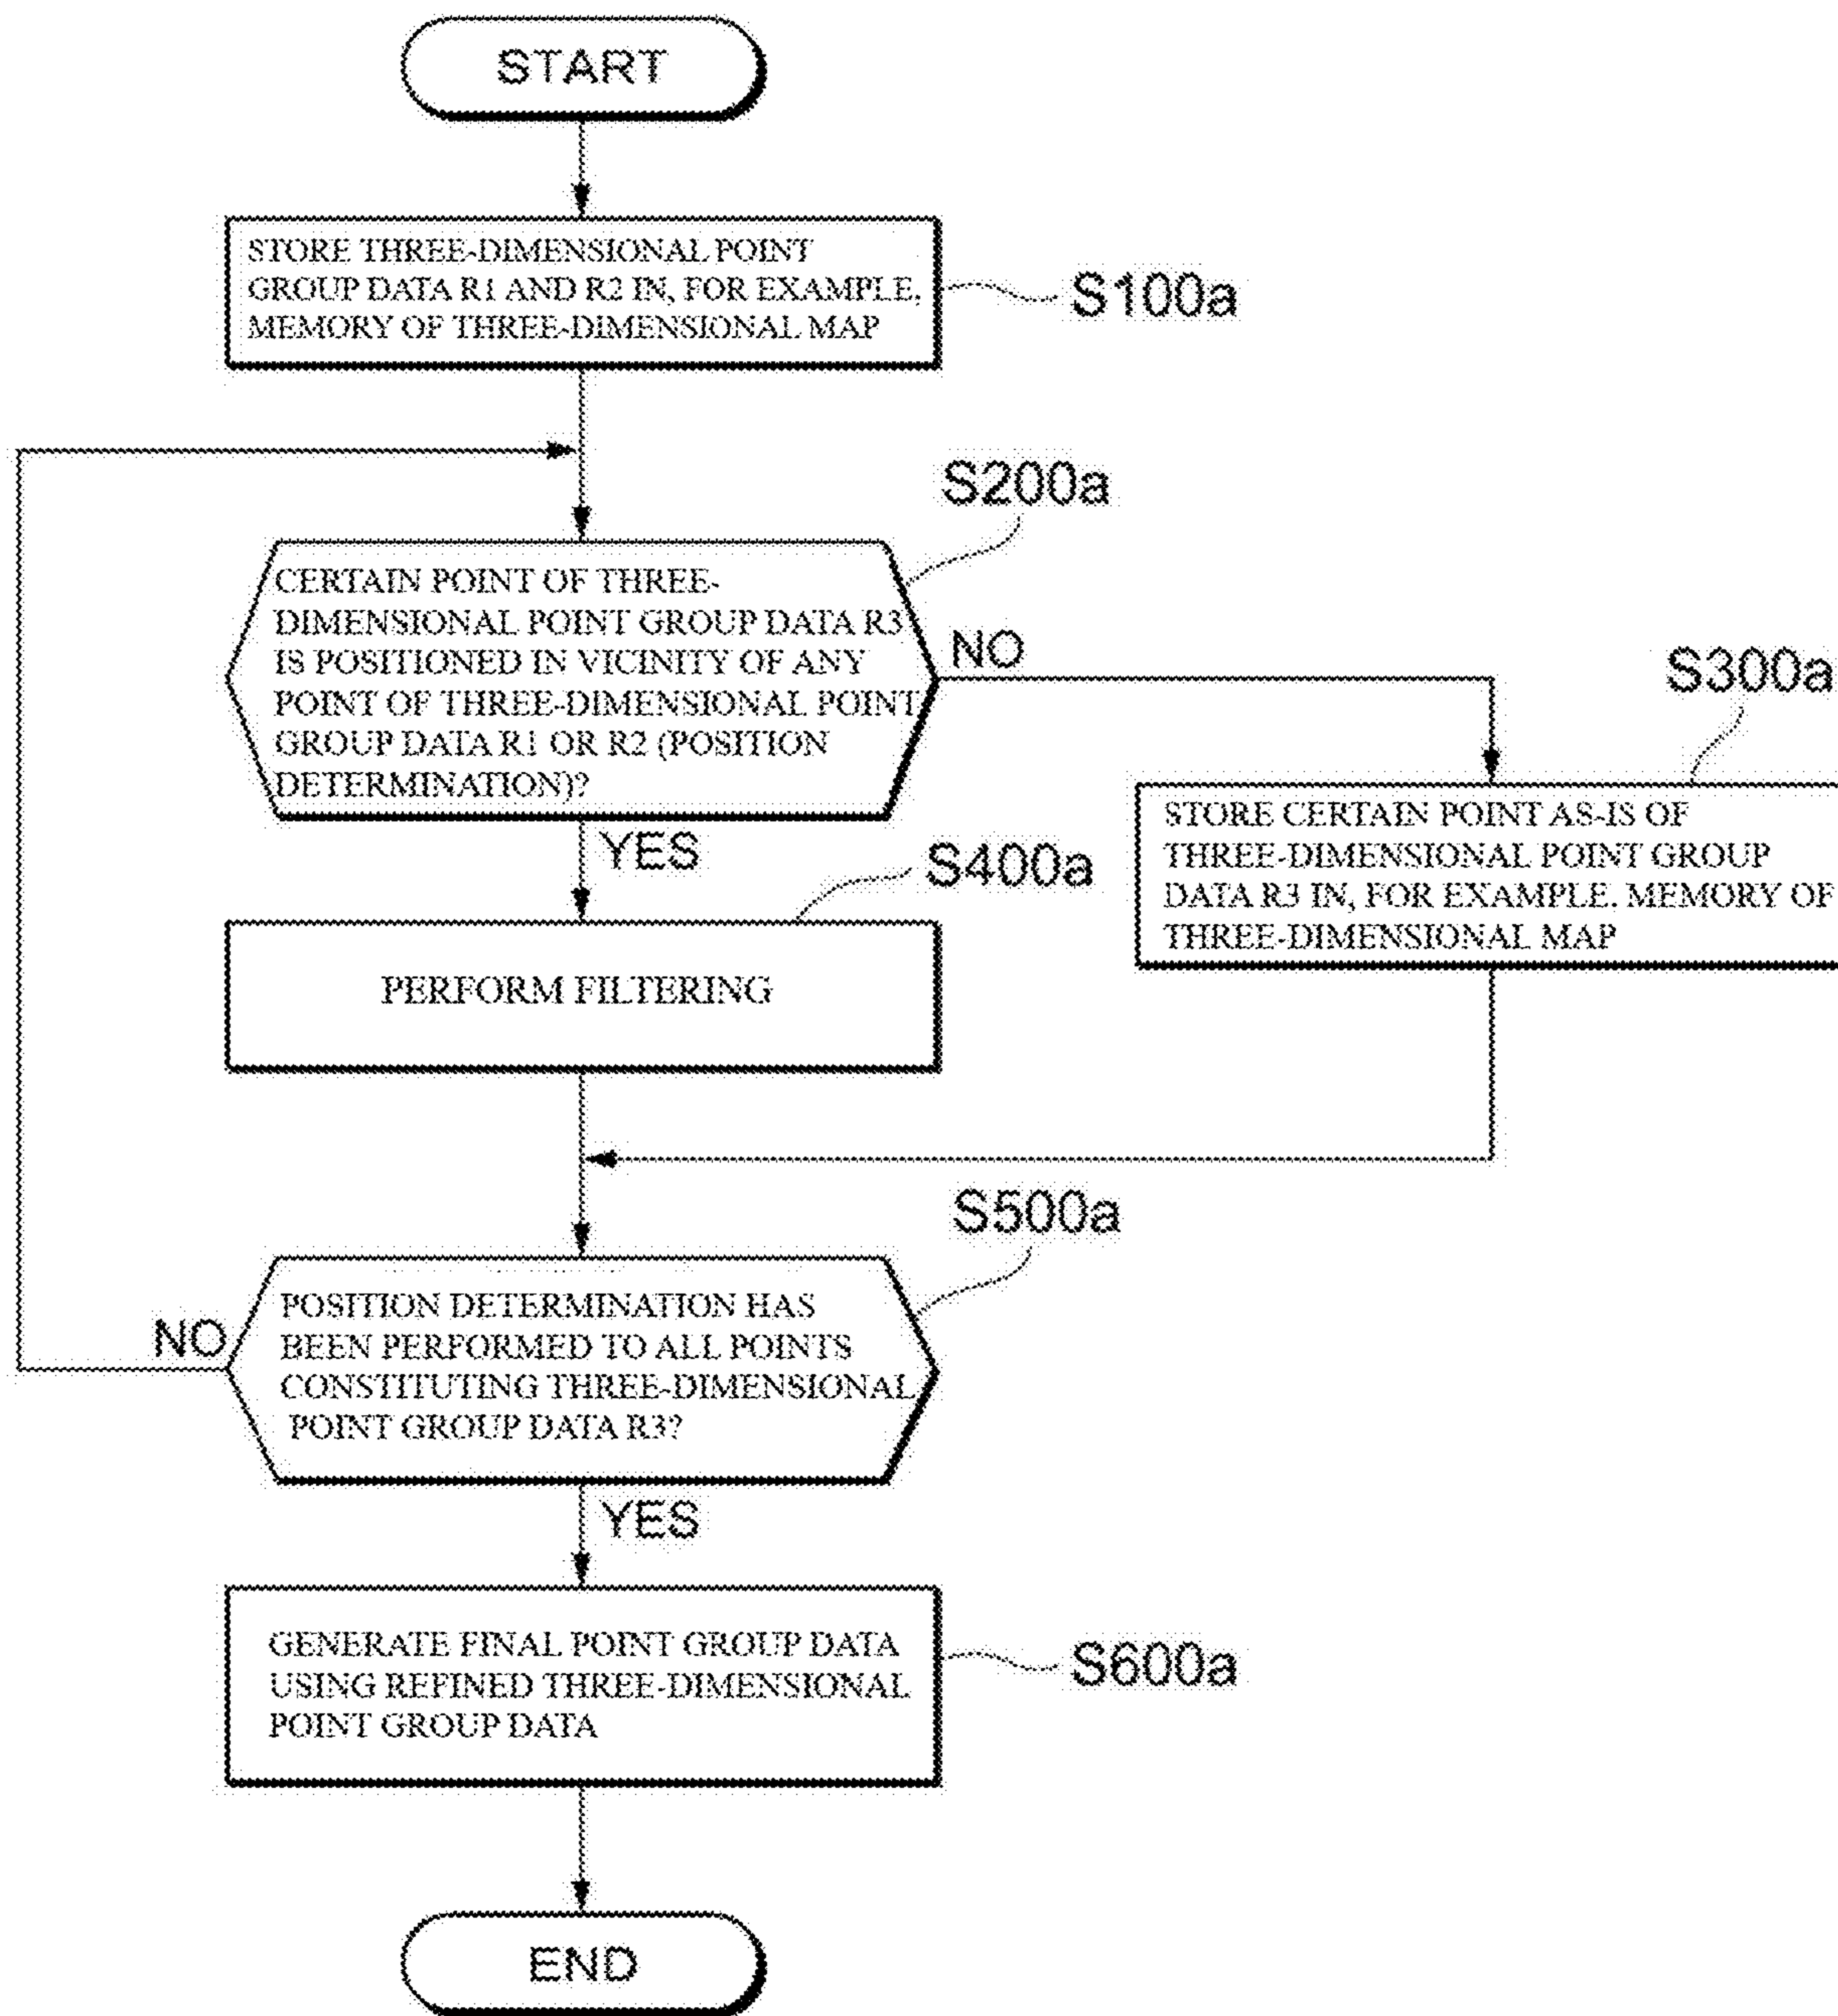 START
STORE THREE-DIMENSIONAL POINT
GROUP DATA R1 AND R2 IN, FOR EXAMPLE,
MEMORY OF THREE-DIMENSIONAL MAP
S100a
S200a
CERTAIN POINT OF THREE-
DIMENSIONAL POINT GROUP DATA R3
IS POSITIONED IN VICINITY OF ANY
POINT OF THREE-DIMENSIONAL POINT
GROUP DATA R1 OR R2 (POSITION
DETERMINATION)?
NO
YES
S300a
STORE CERTAIN POINT AS-IS OF
THREE-DIMENSIONAL POINT GROUP
DATA R3 IN, FOR EXAMPLE. MEMORY OF
THREE-DIMENSIONAL MAP
S400a
PERFORM FILTERING
S500a
POSITION DETERMINATION HAS
BEEN PERFORMED TO ALL POINTS
CONSTITUTING THREE-DIMENSIONAL
POINT GROUP DATA R3?
NO
YES
GENERATE FINAL POINT GROUP DATA
USING REFINED THREE-DIMENSIONAL
POINT GROUP DATA
S600a
END